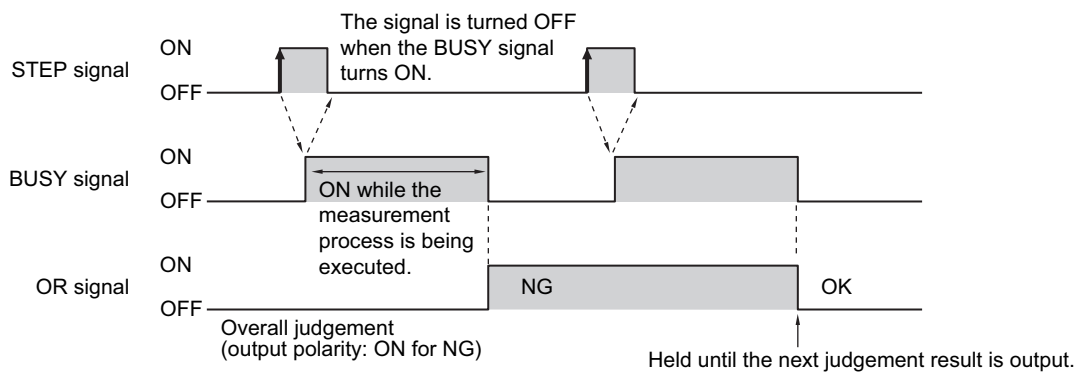 The signal is turned OFF
when the BUSY signal
turns ON.
STEP signal
ON
OFF
BUSY signal
ON
OFF
ON while the
measurement
process is being
executed.
OR signal
ON
OFF
NG
OK
Overall judgement
(output polarity: ON for NG)
Held until the next judgement result is output.